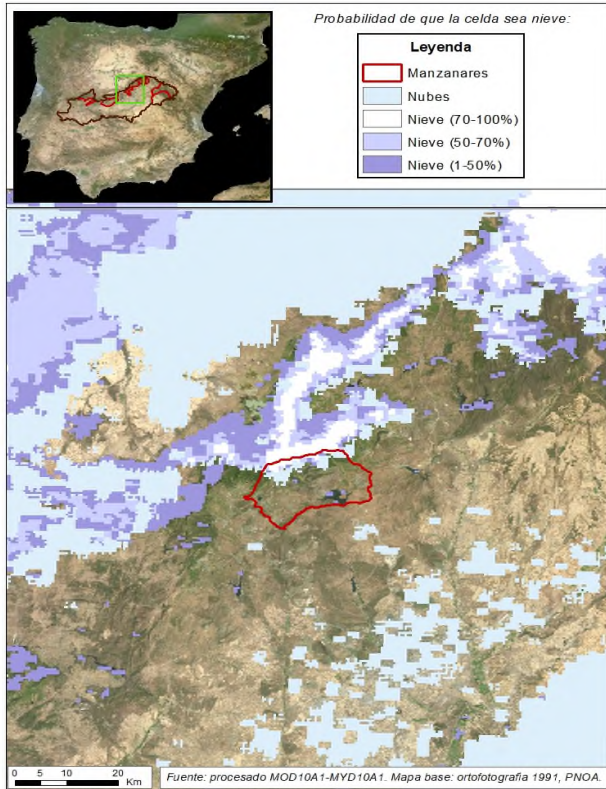 Probabilidad de que la celda sea nieve:
Leyenda
Manzanares
Nubes
Nieve (70-100%)
Nieve (50-70%)
Nieve (1-50%)
0 5 10 20
Km
Fuente: procesado MOD10A1-MYD10A1. Mapa base: ortofotografia 1991, PNOA.